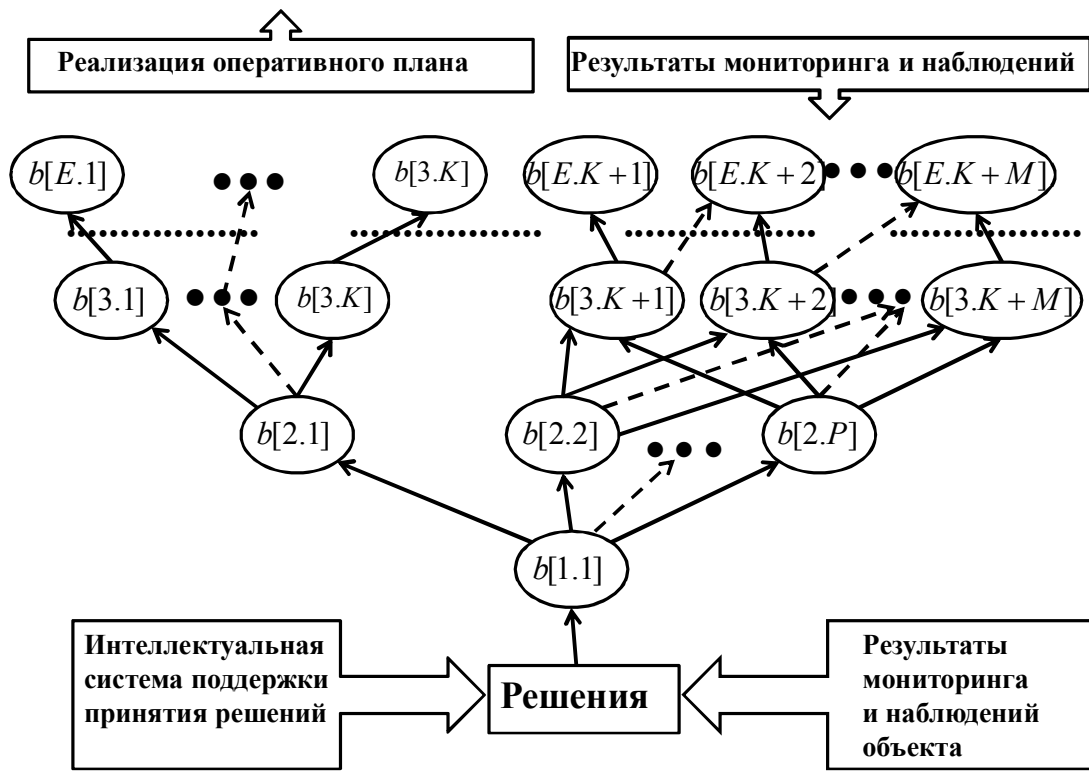 Реализация оперативного плана
Результаты мониторинга и наблюдений
b[E.1]
b[3.K]
b[E.K+1]
b[E.K+2]
b[E.K+M]
b[3.1]
b[3.K]
b[3.K+1]
b[3.K+2]
b[3.K+M]
b[2.1]
b[2.2]
b[2.P]
b[1.1]
Интеллектуальная
система поддержки
принятия решений
Решения
Результаты
мониторинга
и наблюдений
объекта